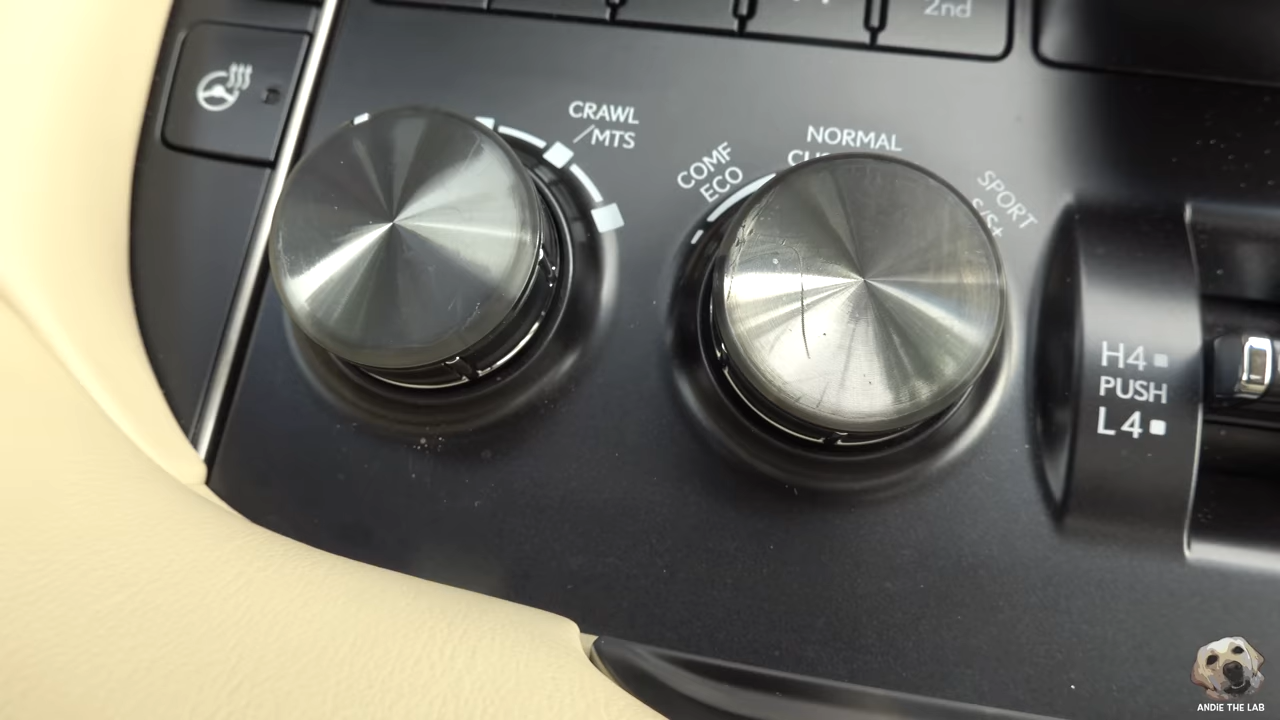 2nd
CRAWL
/MTS
COMF
ECO
NORMAL
SPORT
S/S+
H4
PUSH
L4
ANDIE THE LAB